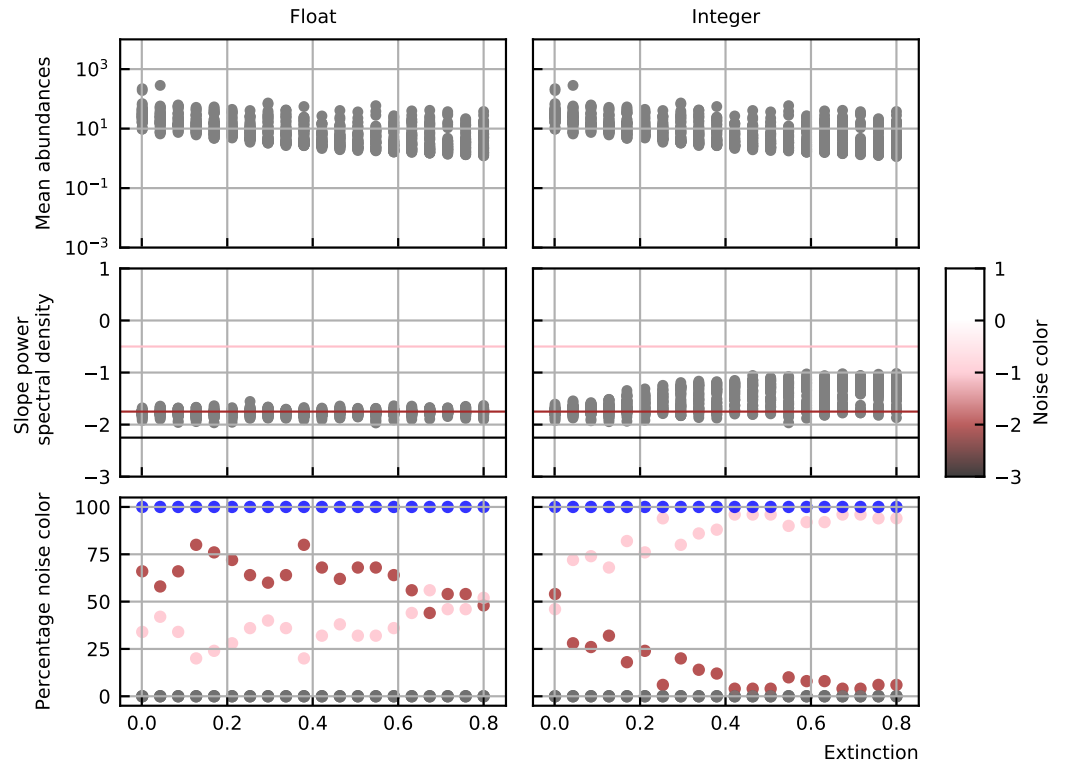 Float
Integer
Mean abundances
10³
10¹
10⁻¹
10⁻³
Slope power
spectral density
1
0
−1
−2
−3
1
0
−1
−2
−3
Noise color
Percentage noise color
100
75
50
25
0
0.0 0.2 0.4 0.6 0.8
0.0 0.2 0.4 0.6 0.8
Extinction